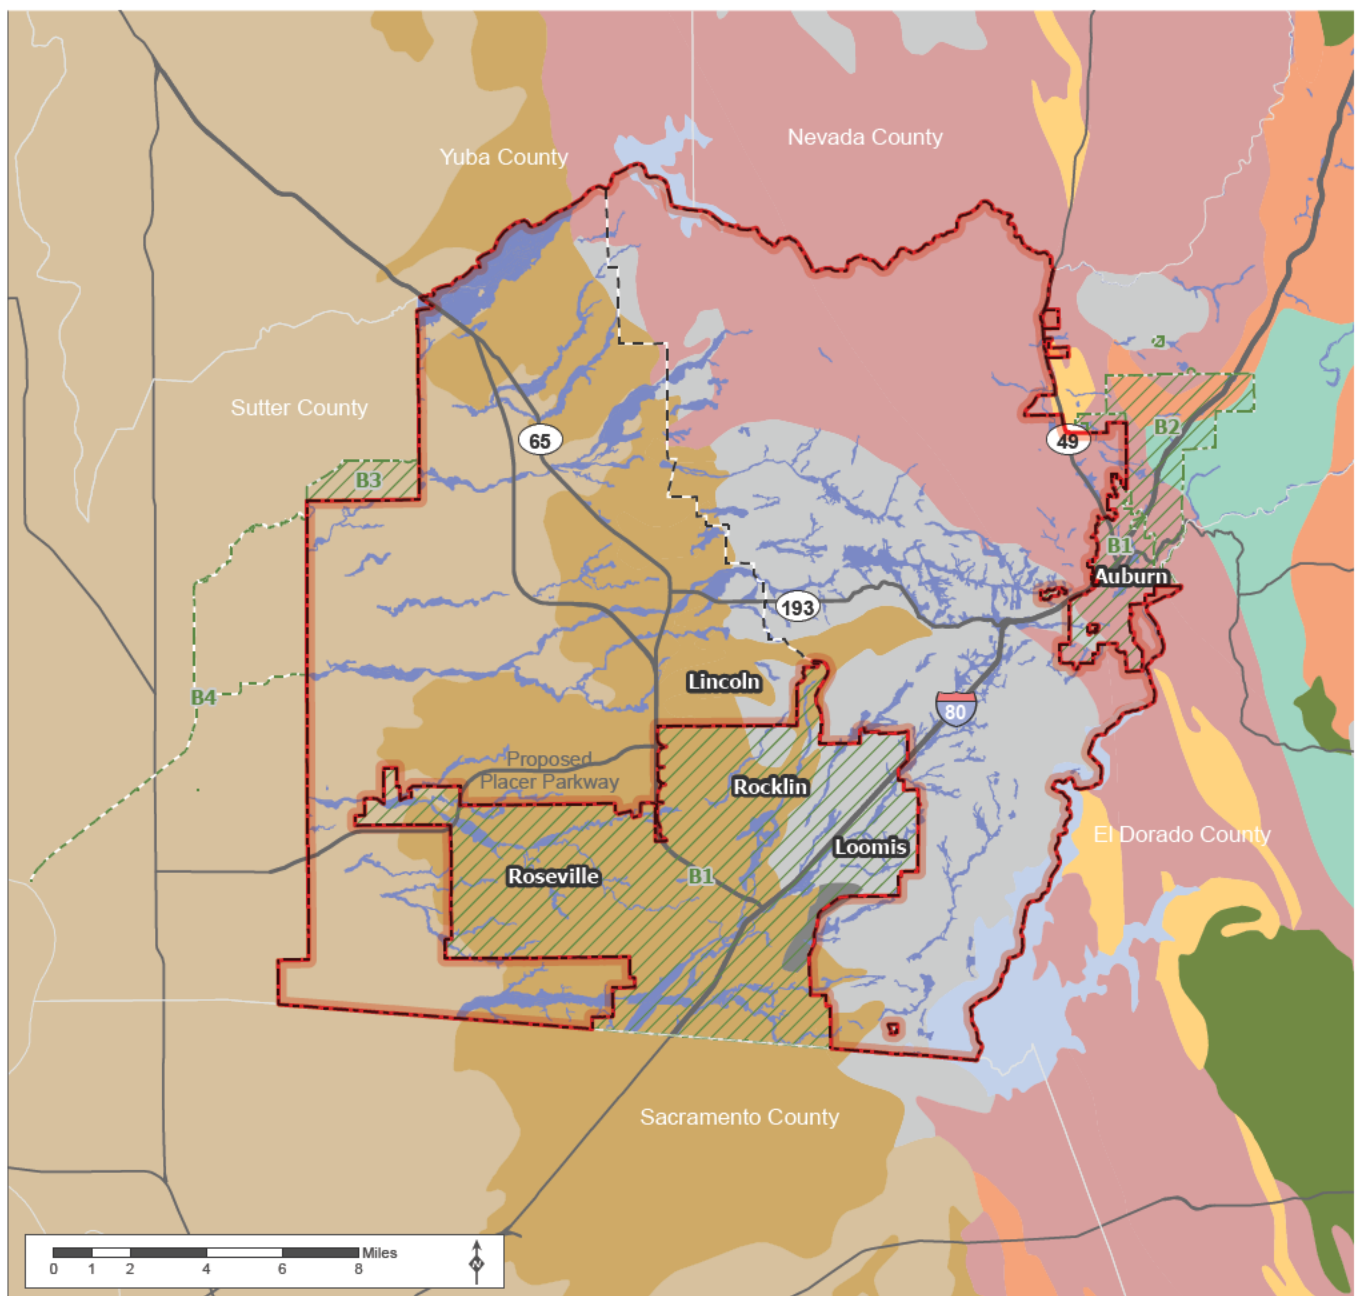 Nevada County
Yuba County
Sutter County
65
49
B2
B3
B1
Auburn
193
Lincoln
B4
80
Proposed
Placer Parkway
Rocklin
El Dorado County
Loomis
Roseville
B1
Sacramento County
Miles
0 1 2 4 6 8
N